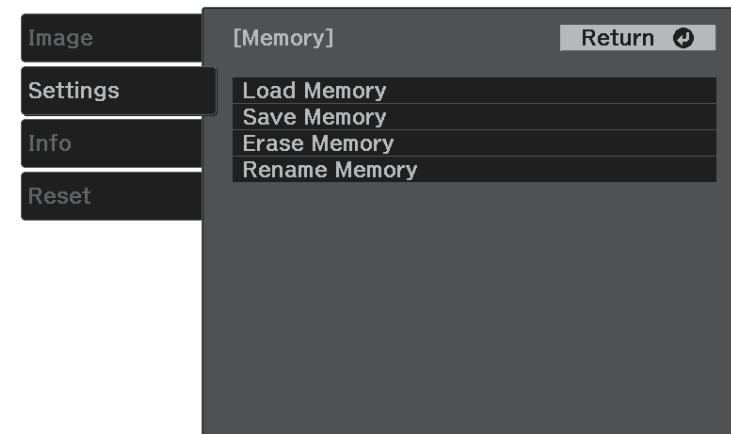 Image
Settings
Info
Reset
[Memory]
Return
Load Memory
Save Memory
Erase Memory
Rename Memory